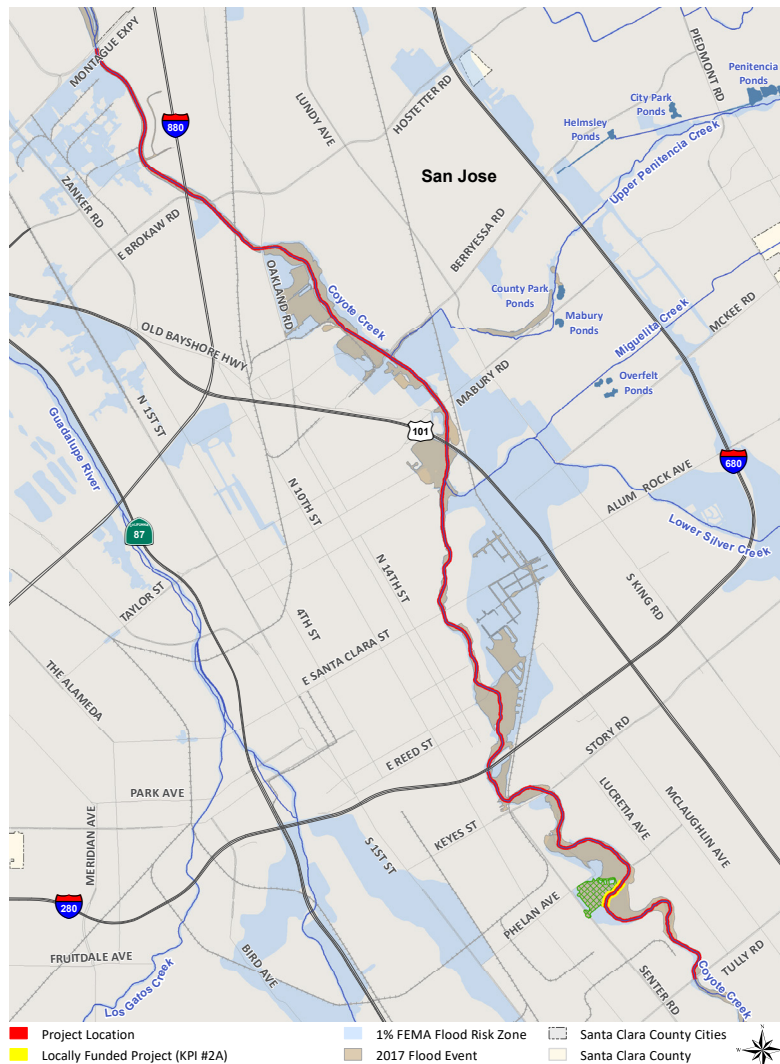 MONTAGUE EXPY
PIEDMONT RD
Penitencia
Ponds
City Park
Ponds
Helmsley
Ponds
LUNDY AVE
HOSTETTER RD
880
San Jose
Upper Penitencia Creek
ZANKER RD
E BROKAW RD
BERRYESSA RD
OAKLAND RD
Coyote Creek
County Park
Ponds
Mabury
Ponds
Miguelita Creek
MCKEE RD
OLD BAYSHORE HWY
MABURY RD
Overfelt
Ponds
N 1ST ST
Guadalupe River
101
680
ALUM ROCK AVE
CALIFORNIA
87
N 10TH ST
Lower Silver Creek
N 14TH ST
TAYLOR ST
4TH ST
S KING RD
E SANTA CLARA ST
THE ALAMEDA
E REED ST
STORY RD
PARK AVE
LUCRETIA AVE
MCLAUGHLIN AVE
MERIDIAN AVE
S 1ST ST
KEYES ST
280
PHELAN AVE
FRUITDALE AVE
BIRD AVE
Los Gatos Creek
SENTER RD
TULLY RD
Coyote Creek
Project Location
Locally Funded Project (KPI #2A)
1% FEMA Flood Risk Zone
2017 Flood Event
Santa Clara County Cities
Santa Clara County